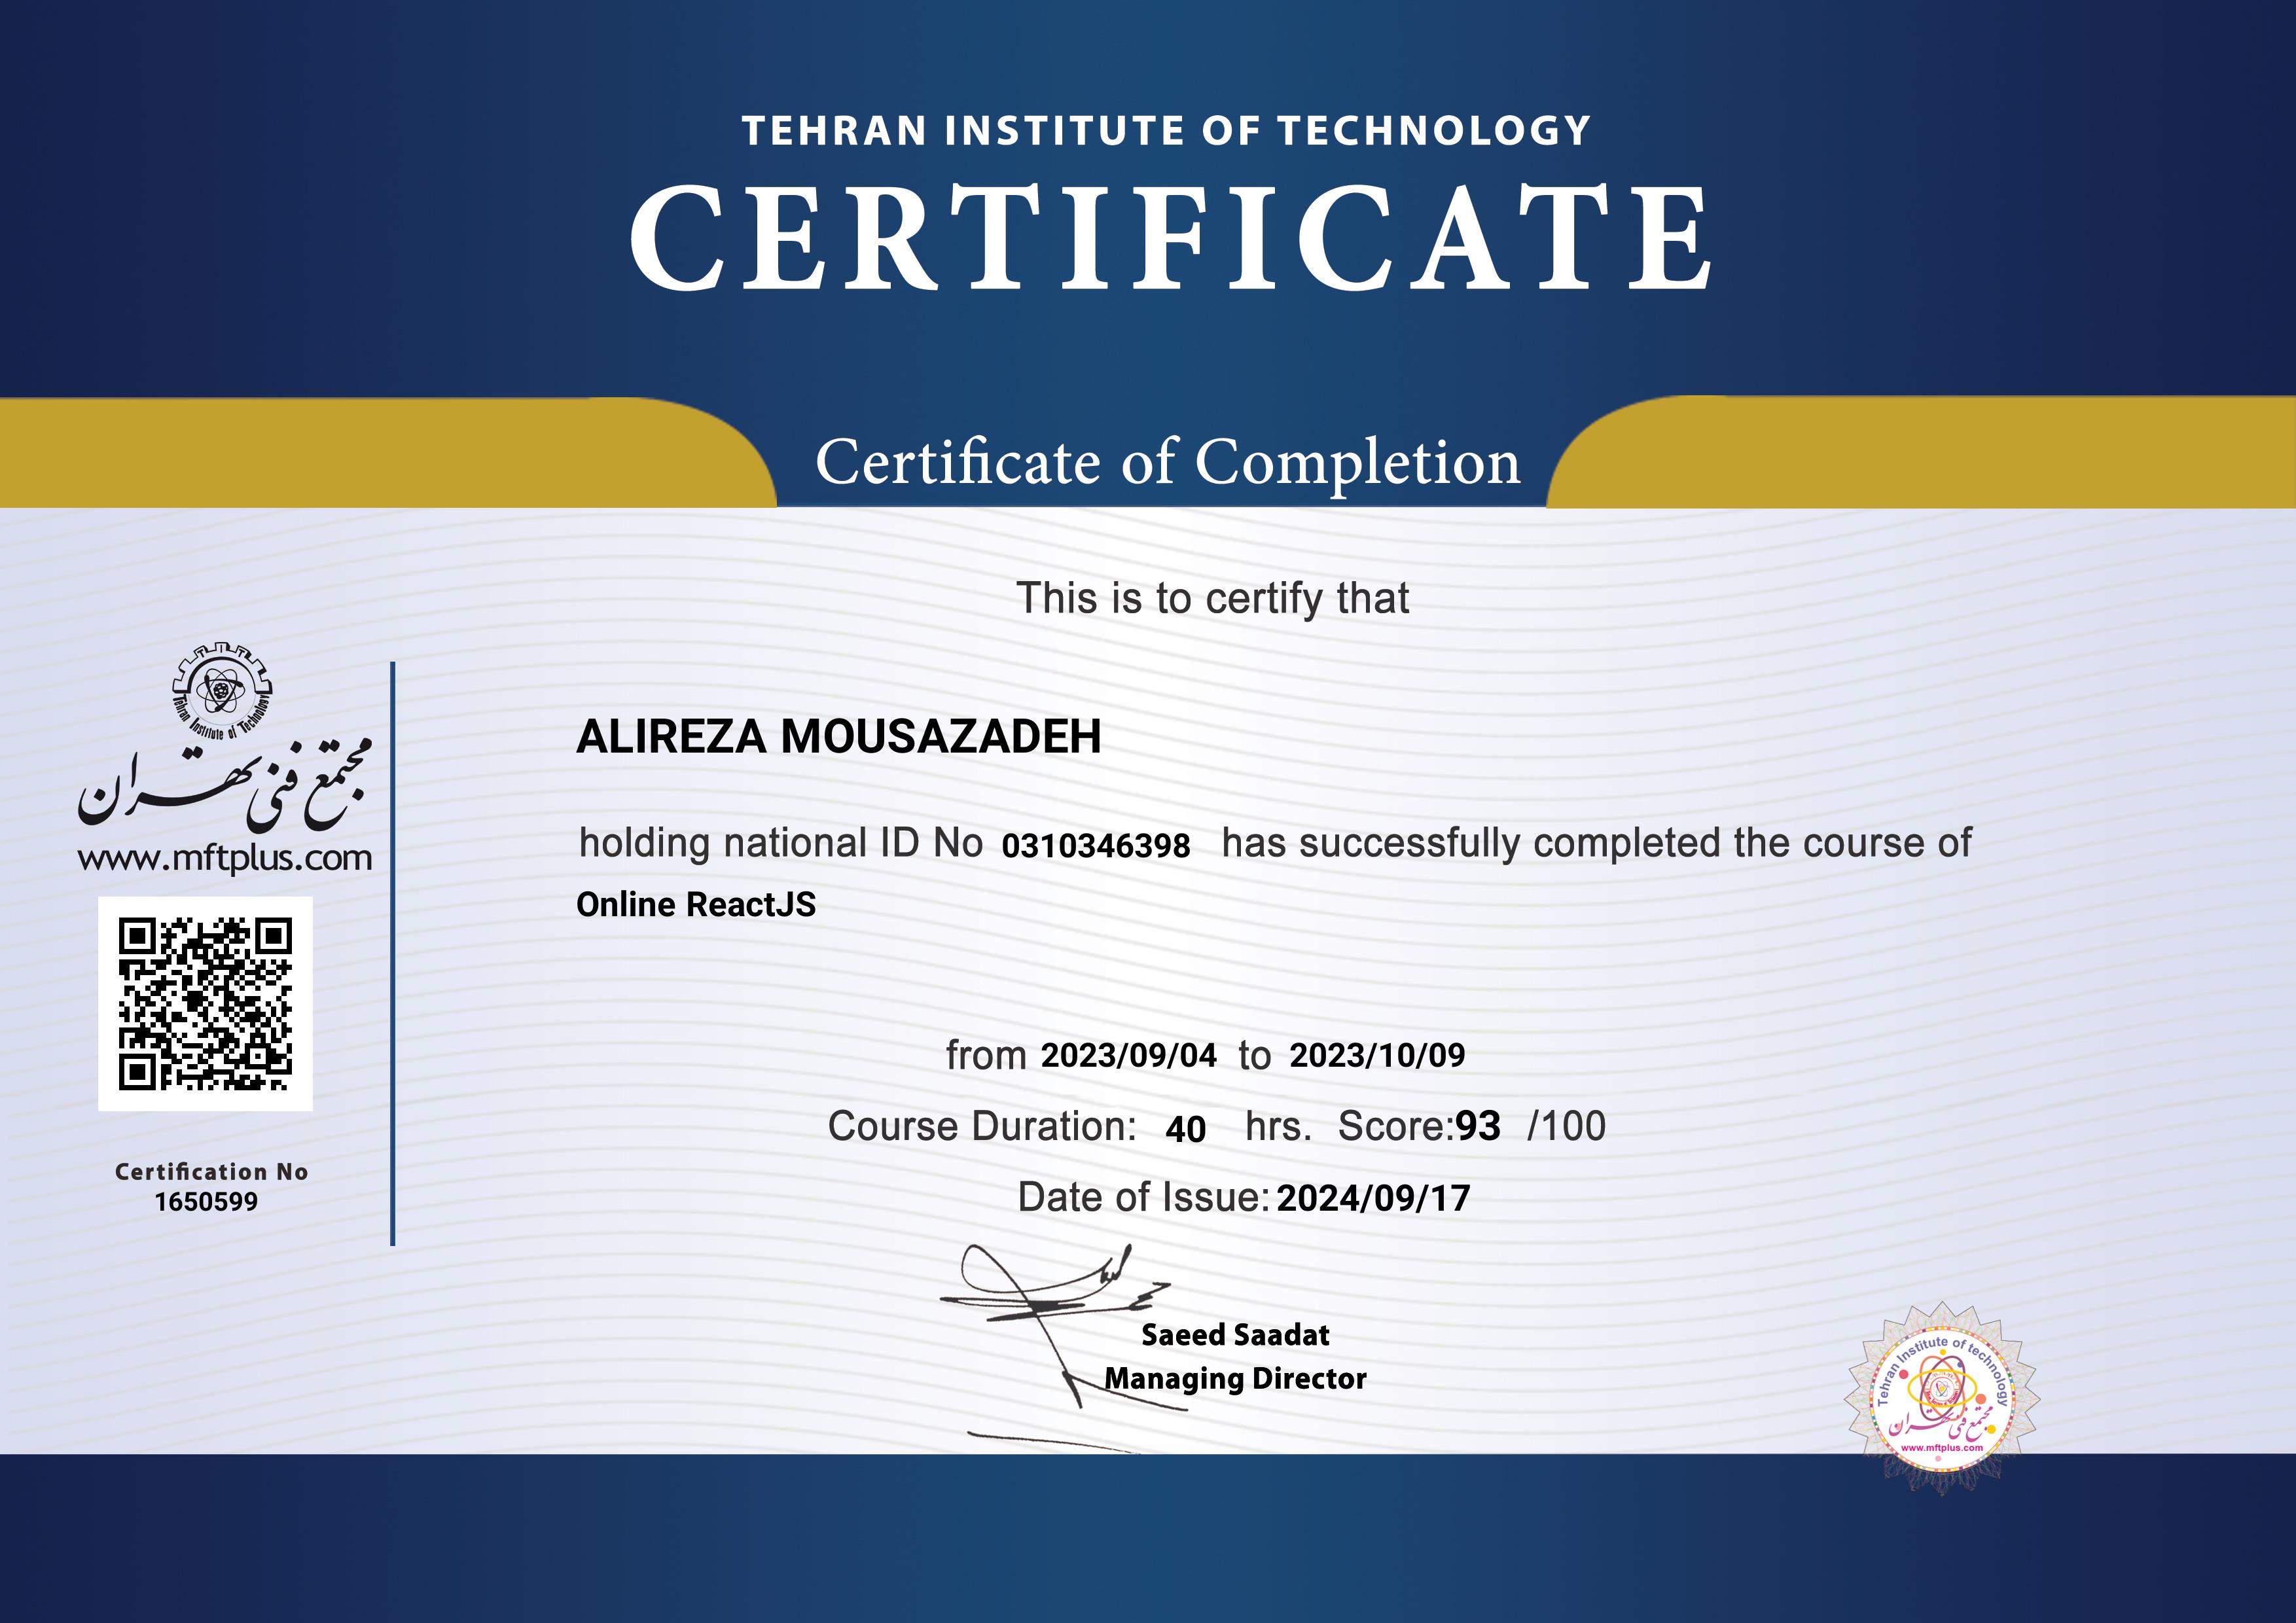 TEHRAN INSTITUTE OF TECHNOLOGY
CERTIFICATE
Certificate of Completion
This is to certify that
ALIREZA MOUSAZADEH
holding national ID No 0310346398 has successfully completed the course of
Online ReactJS
from 2023/09/04 to 2023/10/09
Course Duration: 40 hrs. Score:93 /100
Date of Issue:2024/09/17
Saeed Saadat
Managing Director
Tehran Institute of Technology
مجتمع فنی تهران
www.mftplus.com
Certification No
1650599
Tehran Institute of technology
مجتمع فنی تهران
www.mftplus.com